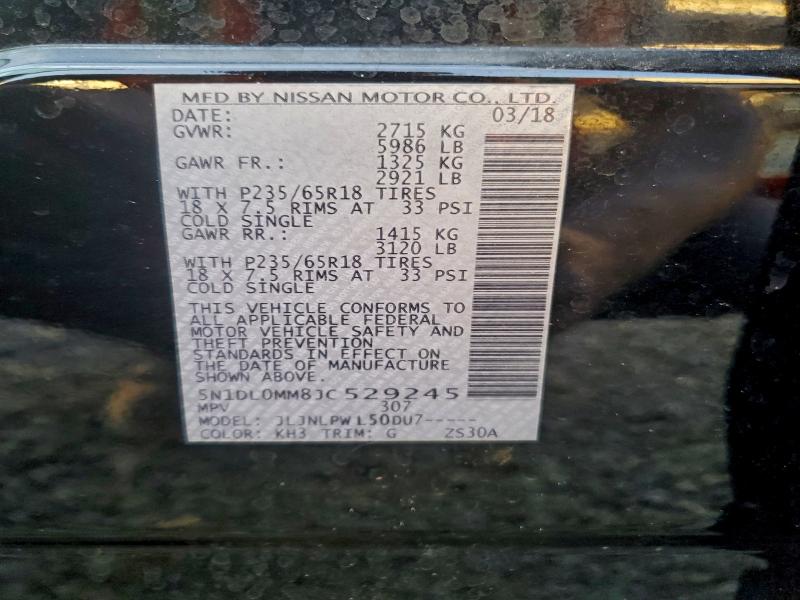 MFD BY NISSAN MOTOR CO., LTD.
DATE: 03/18
GVWR: 2715 KG
5986 LB
GAWR FR.: 1325 KG
2921 LB
WITH P235/65R18 TIRES
18 X 7.5 RIMS AT 33 PSI
COLD SINGLE
GAWR RR.: 1415 KG
3120 LB
WITH P235/65R18 TIRES
18 X 7.5 RIMS AT 33 PSI
COLD SINGLE
THIS VEHICLE CONFORMS TO
ALL APPLICABLE FEDERAL
MOTOR VEHICLE SAFETY AND
THEFT PREVENTION
STANDARDS IN EFFECT ON
THE DATE OF MANUFACTURE
SHOWN ABOVE.
5N1DL0MM8JC529245
MPV 307
MODEL: JLJNLPW L50DU7-----
COLOR: KH3 TRIM: G ZS30A